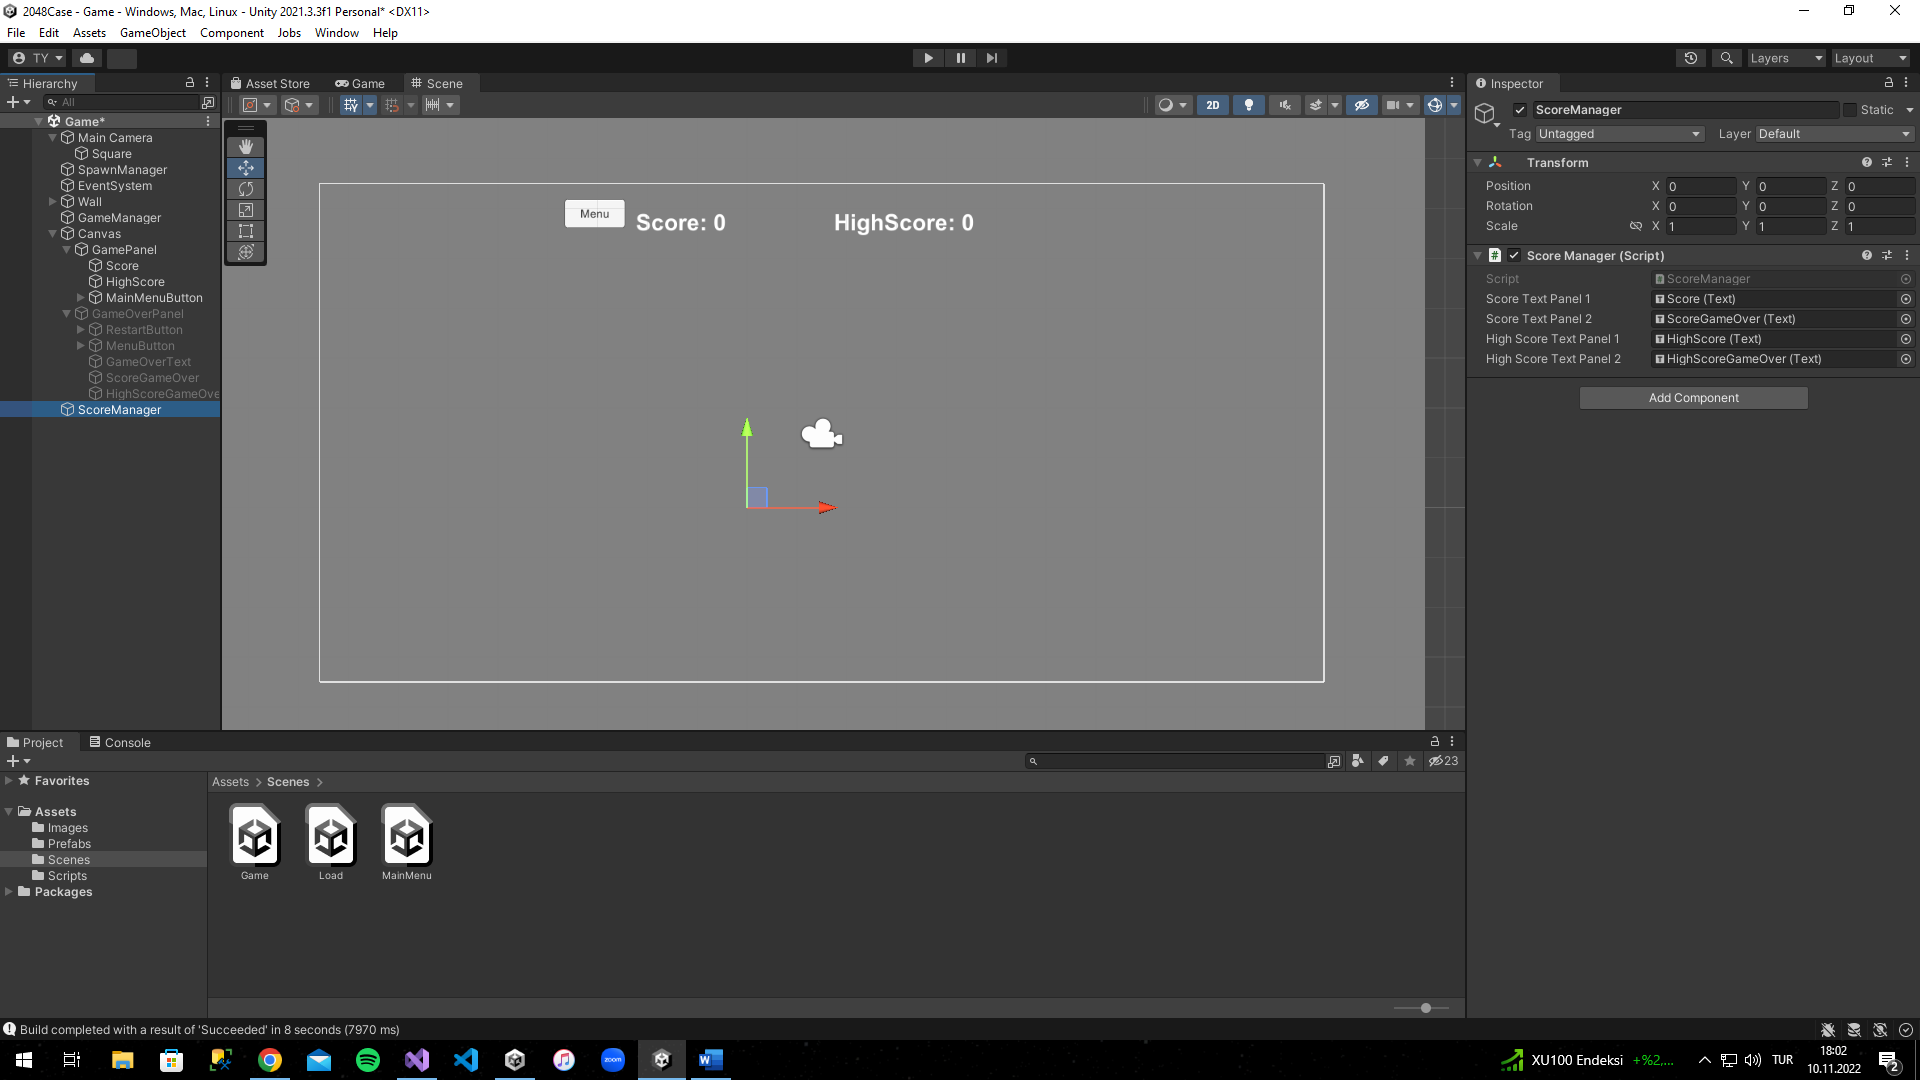 2048Case - Game - Windows, Mac, Linux - Unity 2021.3.3f1 Personal* <DX11>
File Edit Assets GameObject Component Jobs Window Help
TY
Layers Layout
Hierarchy
All
Game*
Main Camera
Square
SpawnManager
EventSystem
Wall
GameManager
Canvas
GamePanel
Score
HighScore
MainMenuButton
GameOverPanel
RestartButton
MenuButton
GameOverText
ScoreGameOver
HighScoreGameOve
ScoreManager
Asset Store Game Scene
2D
Menu
Score: 0
HighScore: 0
Inspector
ScoreManager Static
Tag Untagged Layer Default
Transform
Position X 0 Y 0 Z 0
Rotation X 0 Y 0 Z 0
Scale X 1 Y 1 Z 1
Score Manager (Script)
Script ScoreManager
Score Text Panel 1 Score (Text)
Score Text Panel 2 ScoreGameOver (Text)
High Score Text Panel 1 HighScore (Text)
High Score Text Panel 2 HighScoreGameOver (Text)
Add Component
Project Console
23
Favorites
Assets
Images
Prefabs
Scenes
Scripts
Packages
Assets > Scenes >
Game Load MainMenu
Build completed with a result of 'Succeeded' in 8 seconds (7970 ms)
zoom
XU100 Endeksi +%2,...
TUR
18:02
10.11.2022
2